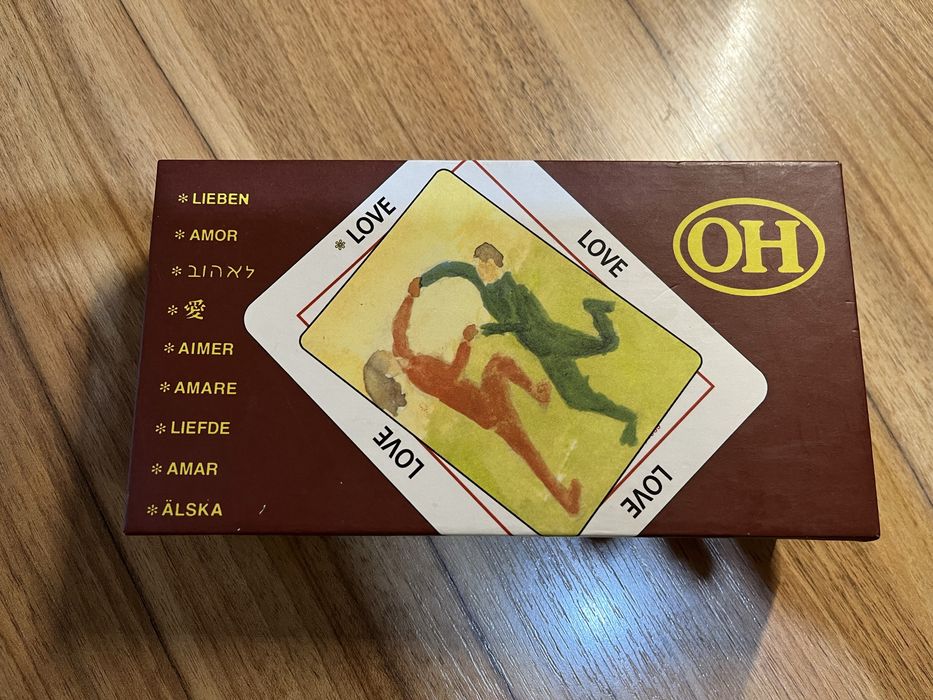 * LIEBEN
* AMOR
* לאהוב
* 愛
* AIMER
* AMARE
* LIEFDE
* AMAR
* ÄLSKA
* LOVE
LOVE
LOVE
LOVE
OH